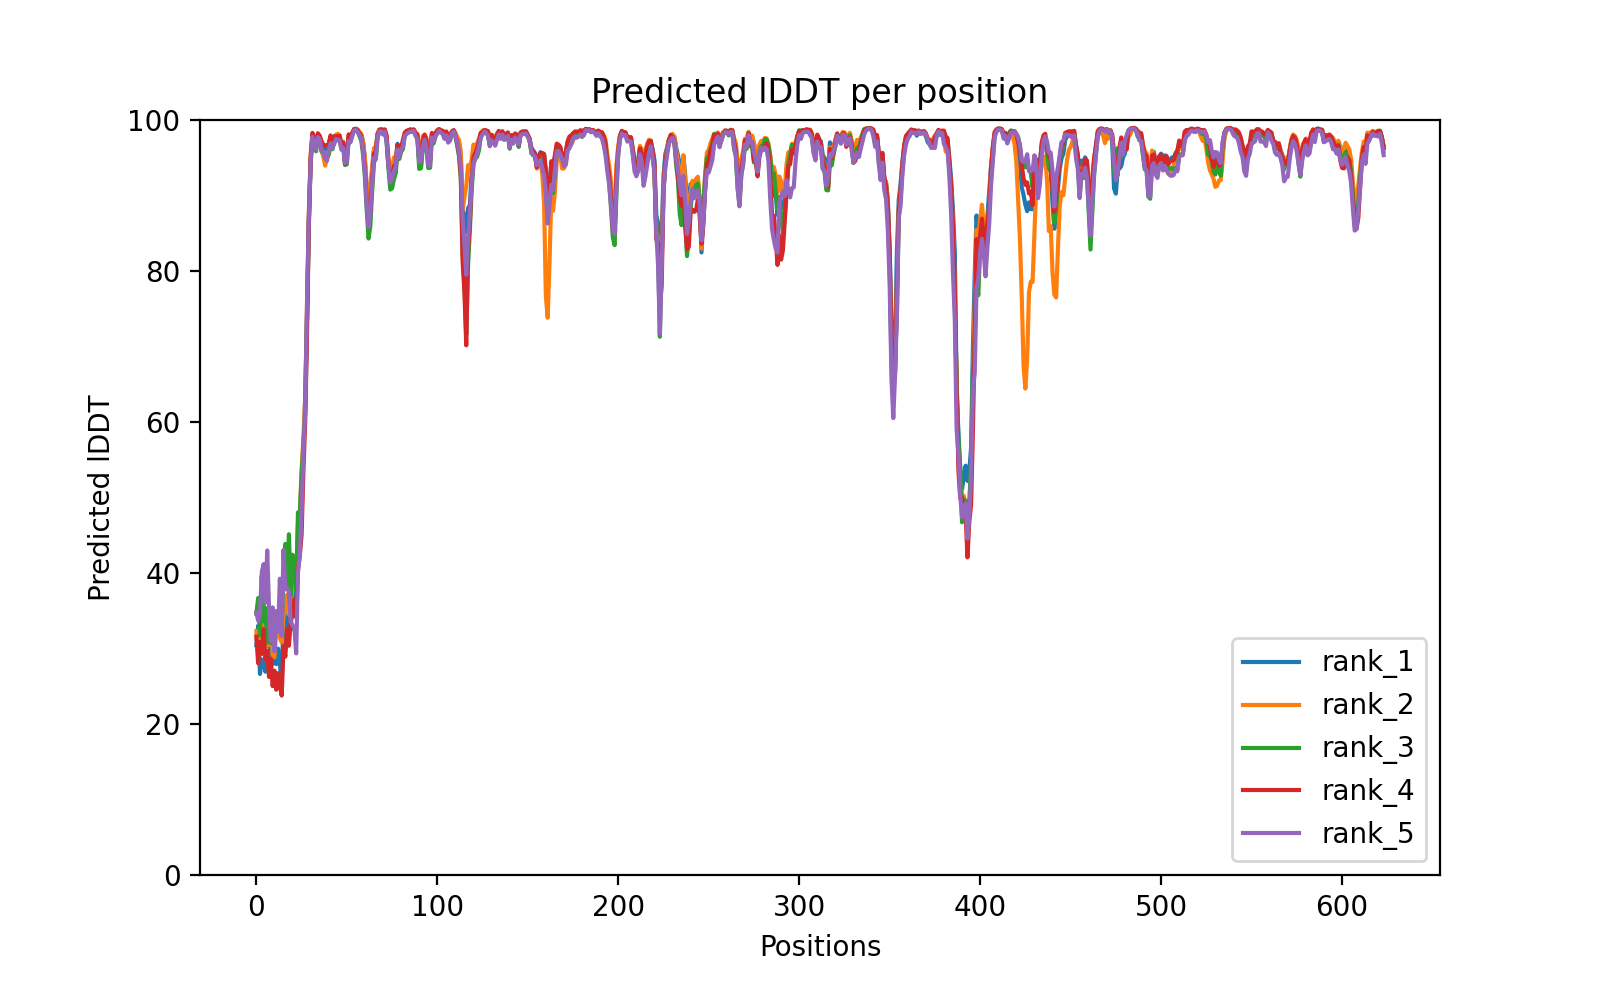 Predicted lDDT per position
100
80
60
40
20
0
Predicted lDDT
0 100 200 300 400 500 600
Positions
rank_1
rank_2
rank_3
rank_4
rank_5